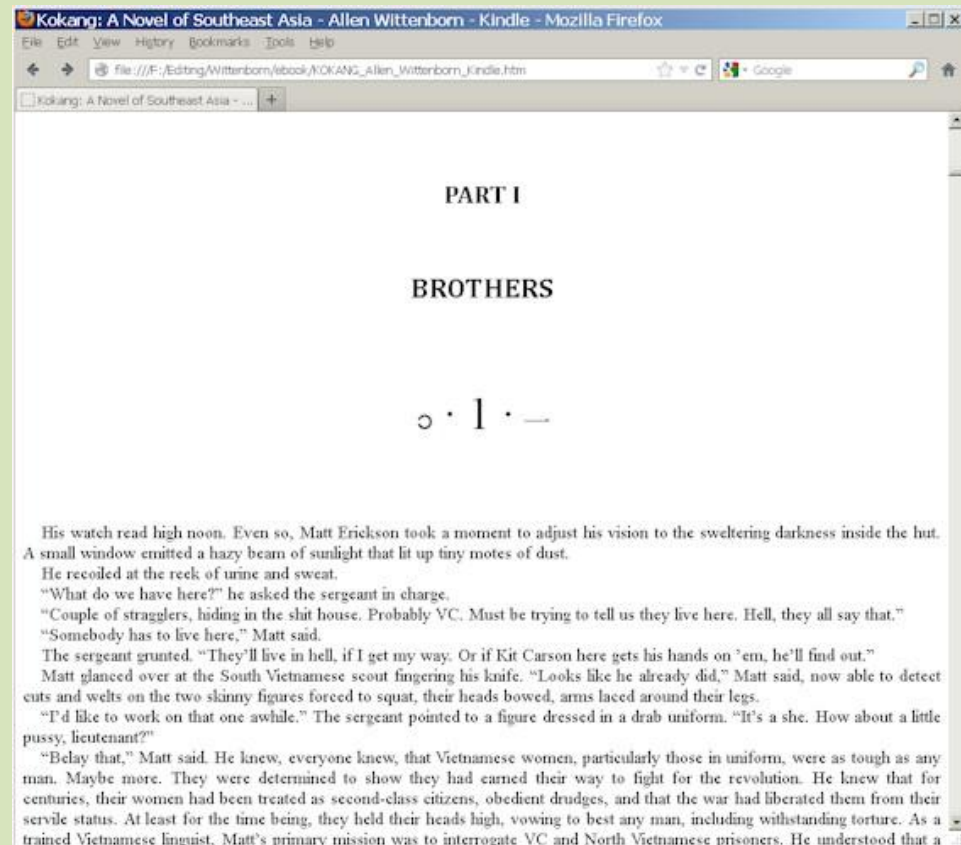 Kokang: A Novel of Southeast Asia - Allen Wittenborn - Kindle - Mozilla Firefox
File Edit View History Bookmarks Tools Help
file:///F:/Editing/Wittenborn/ebook/KOKANG_Allen_Wittenborn_Kindle.htm
Google
Kokang: A Novel of Southeast Asia - ... +
PART I
BROTHERS
ɔ · 1 · —
His watch read high noon. Even so, Matt Erickson took a moment to adjust his vision to the sweltering darkness inside the hut.
A small window emitted a hazy beam of sunlight that lit up tiny motes of dust.
He recoiled at the reek of urine and sweat.
“What do we have here?” he asked the sergeant in charge.
“Couple of stragglers, hiding in the shit house. Probably VC. Must be trying to tell us they live here. Hell, they all say that.”
“Somebody has to live here,” Matt said.
The sergeant grunted. “They’ll live in hell, if I get my way. Or if Kit Carson here gets his hands on ’em, he’ll find out.”
Matt glanced over at the South Vietnamese scout fingering his knife. “Looks like he already did,” Matt said, now able to detect
cuts and welts on the two skinny figures forced to squat, their heads bowed, arms laced around their legs.
“I’d like to work on that one awhile.” The sergeant pointed to a figure dressed in a drab uniform. “It’s a she. How about a little
pussy, lieutenant?”
“Belay that,” Matt said. He knew, everyone knew, that Vietnamese women, particularly those in uniform, were as tough as any
man. Maybe more. They were determined to show they had earned their way to fight for the revolution. He knew that for
centuries, their women had been treated as second-class citizens, obedient drudges, and that the war had liberated them from their
servile status. At least for the time being, they held their heads high, vowing to best any man, including withstanding torture. As a
trained Vietnamese linguist, Matt’s primary mission was to interrogate VC and North Vietnamese prisoners. He understood that a